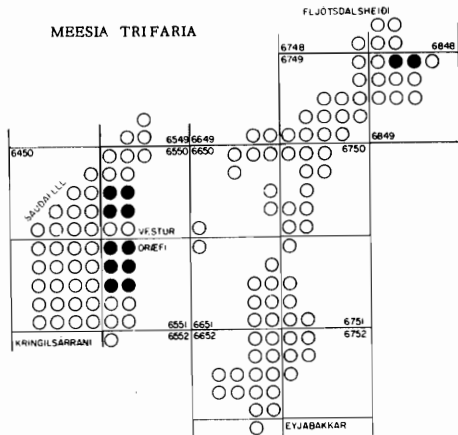 FLJÓTSDALSHEIÐI
MEESIA TRIFARIA
6748 6848
6749
6549 6649
6450 6550 6650 6750 6849
VESTUR
ÖRÆFI
6551 6651 6751
KRINGILSÁRRANI 6552 6652 6752
EYJABAKKAR